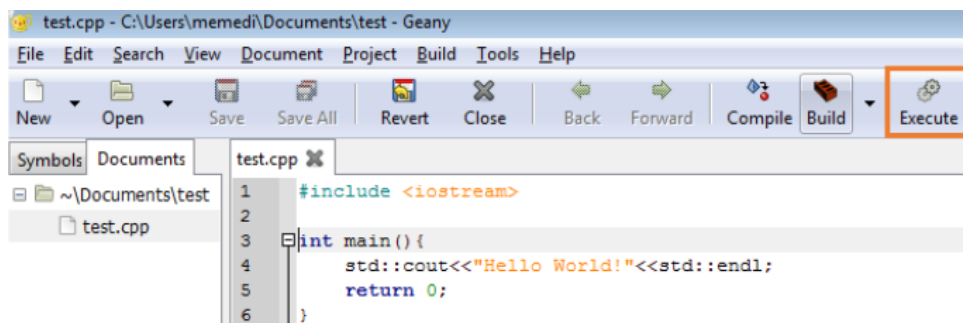 test.cpp - C:\Users\memedi\Documents\test - Geany
File Edit Search View Document Project Build Tools Help
New Open Save Save All Revert Close Back Forward Compile Build Execute
Symbols Documents test.cpp
~\Documents\test
test.cpp
1 #include <iostream>
2
3 int main(){
4 std::cout<<"Hello World!"<<std::endl;
5 return 0;
6 }